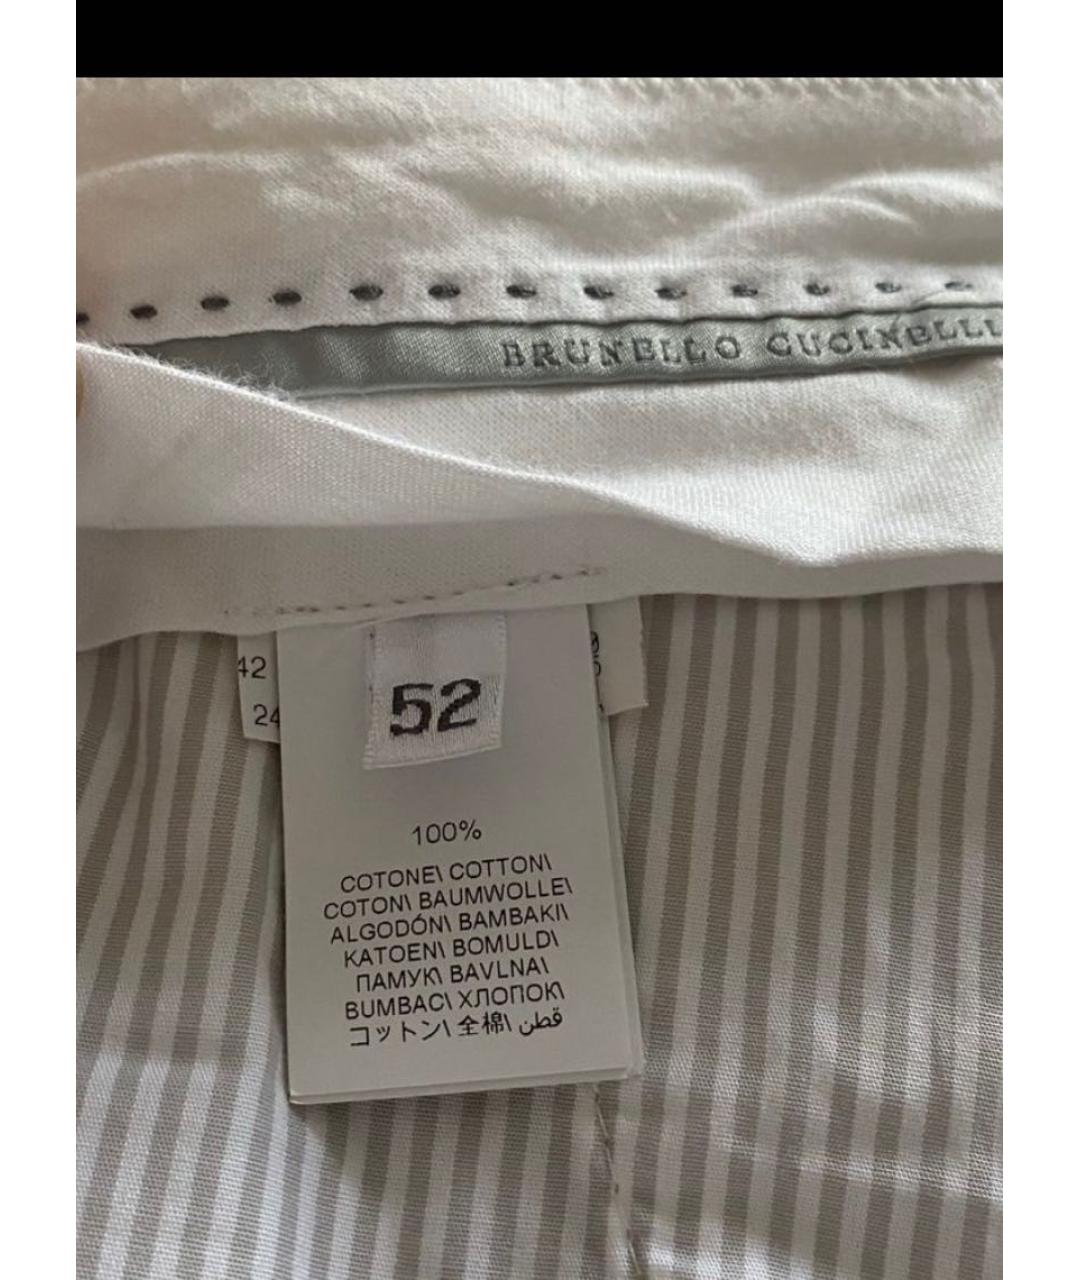 BRUNELLO CUCINELLI
42
24
52
100%
COTONE\ COTTON\
COTON\ BAUMWOLLE\
ALGODÓN\ BAMBAKI\
KATOEN\ BOMULD\
ПАМУК\ BAVLNA\
BUMBAC\ ХЛОПОК\
コットン\ 全棉\ قطن